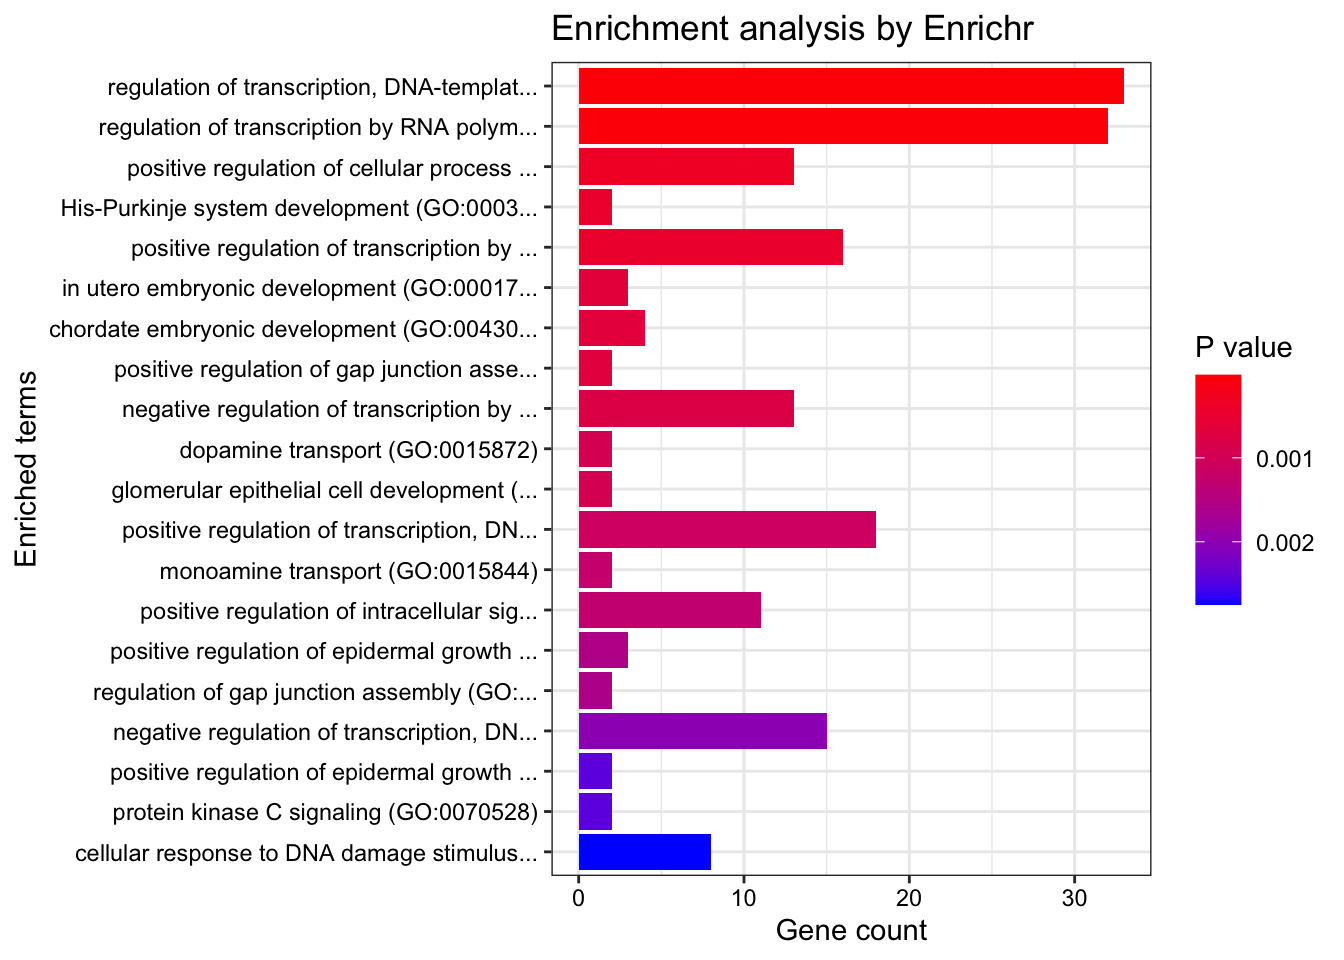 Enrichment analysis by Enrichr
regulation of transcription, DNA-templat...
regulation of transcription by RNA polym...
positive regulation of cellular process ...
His-Purkinje system development (GO:0003...
positive regulation of transcription by ...
in utero embryonic development (GO:00017...
chordate embryonic development (GO:00430...
positive regulation of gap junction asse...
negative regulation of transcription by ...
dopamine transport (GO:0015872)
glomerular epithelial cell development (...
positive regulation of transcription, DN...
monoamine transport (GO:0015844)
positive regulation of intracellular sig...
positive regulation of epidermal growth ...
regulation of gap junction assembly (GO:...
negative regulation of transcription, DN...
positive regulation of epidermal growth ...
protein kinase C signaling (GO:0070528)
cellular response to DNA damage stimulus...
Enriched terms
0 10 20 30
Gene count
P value
0.001
0.002